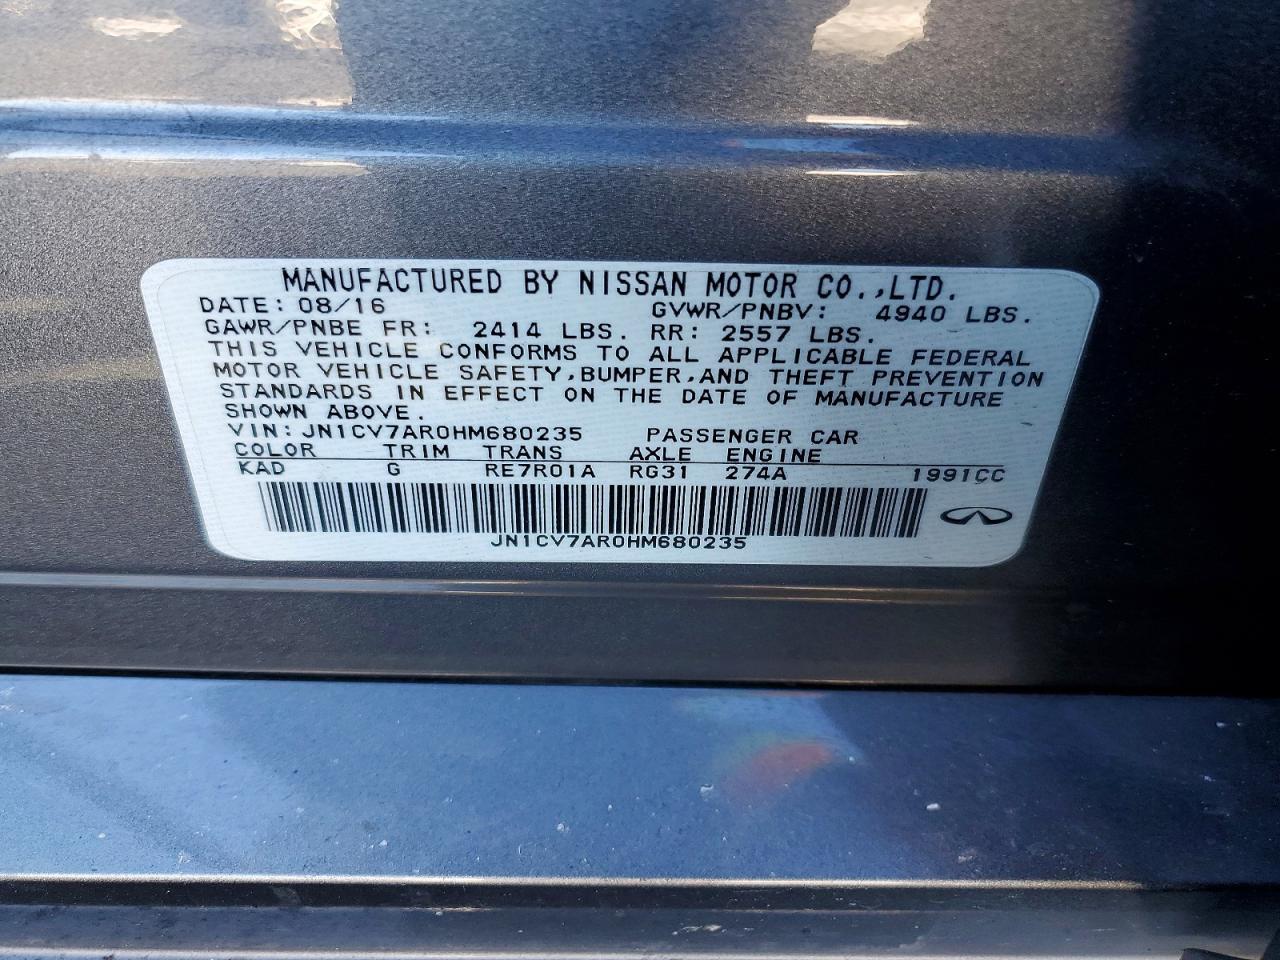 MANUFACTURED BY NISSAN MOTOR CO.,LTD.
DATE: 08/16 GVWR/PNBV: 4940 LBS.
GAWR/PNBE FR: 2414 LBS. RR: 2557 LBS.
THIS VEHICLE CONFORMS TO ALL APPLICABLE FEDERAL
MOTOR VEHICLE SAFETY,BUMPER,AND THEFT PREVENTION
STANDARDS IN EFFECT ON THE DATE OF MANUFACTURE
SHOWN ABOVE.
VIN:JN1CV7AR0HM680235 PASSENGER CAR
COLOR TRIM TRANS AXLE ENGINE
KAD G RE7R01A RG31 274A 1991CC
JN1CV7AR0HM680235